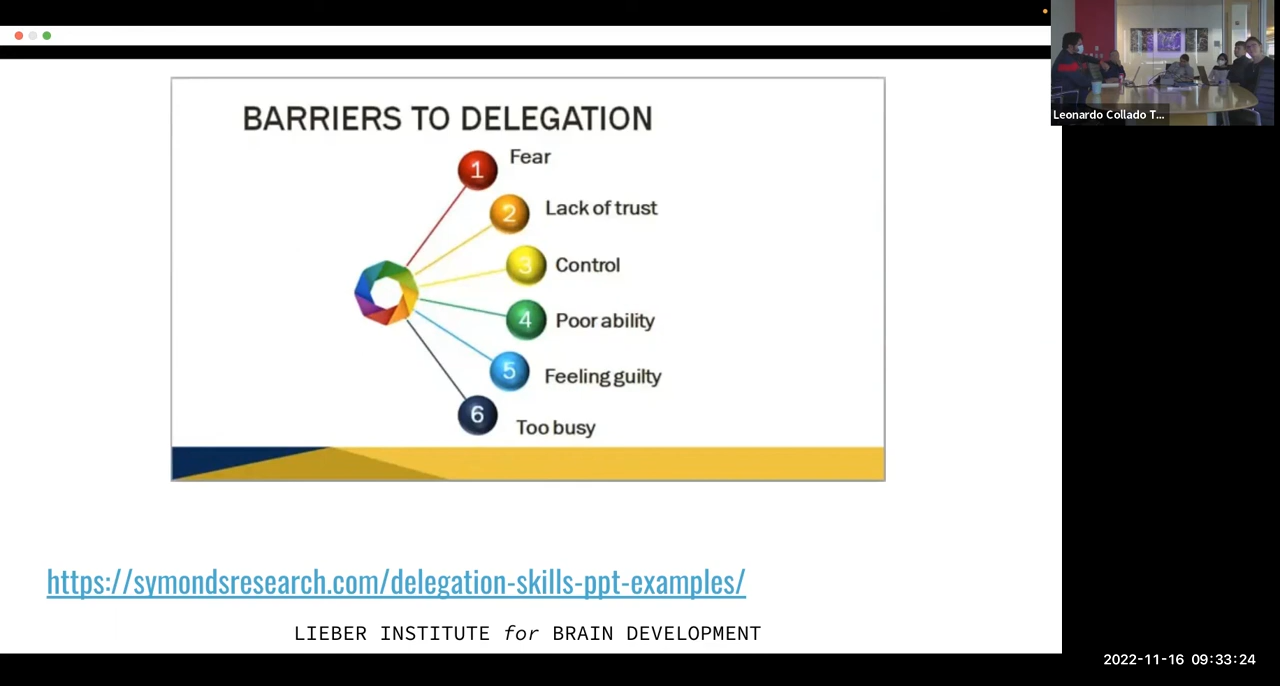 BARRIERS TO DELEGATION
1 Fear
2 Lack of trust
3 Control
4 Poor ability
5 Feeling guilty
6 Too busy
https://symondsresearch.com/delegation-skills-ppt-examples/
LIEBER INSTITUTE for BRAIN DEVELOPMENT
Leonardo Collado T...
2022-11-16 09:33:24